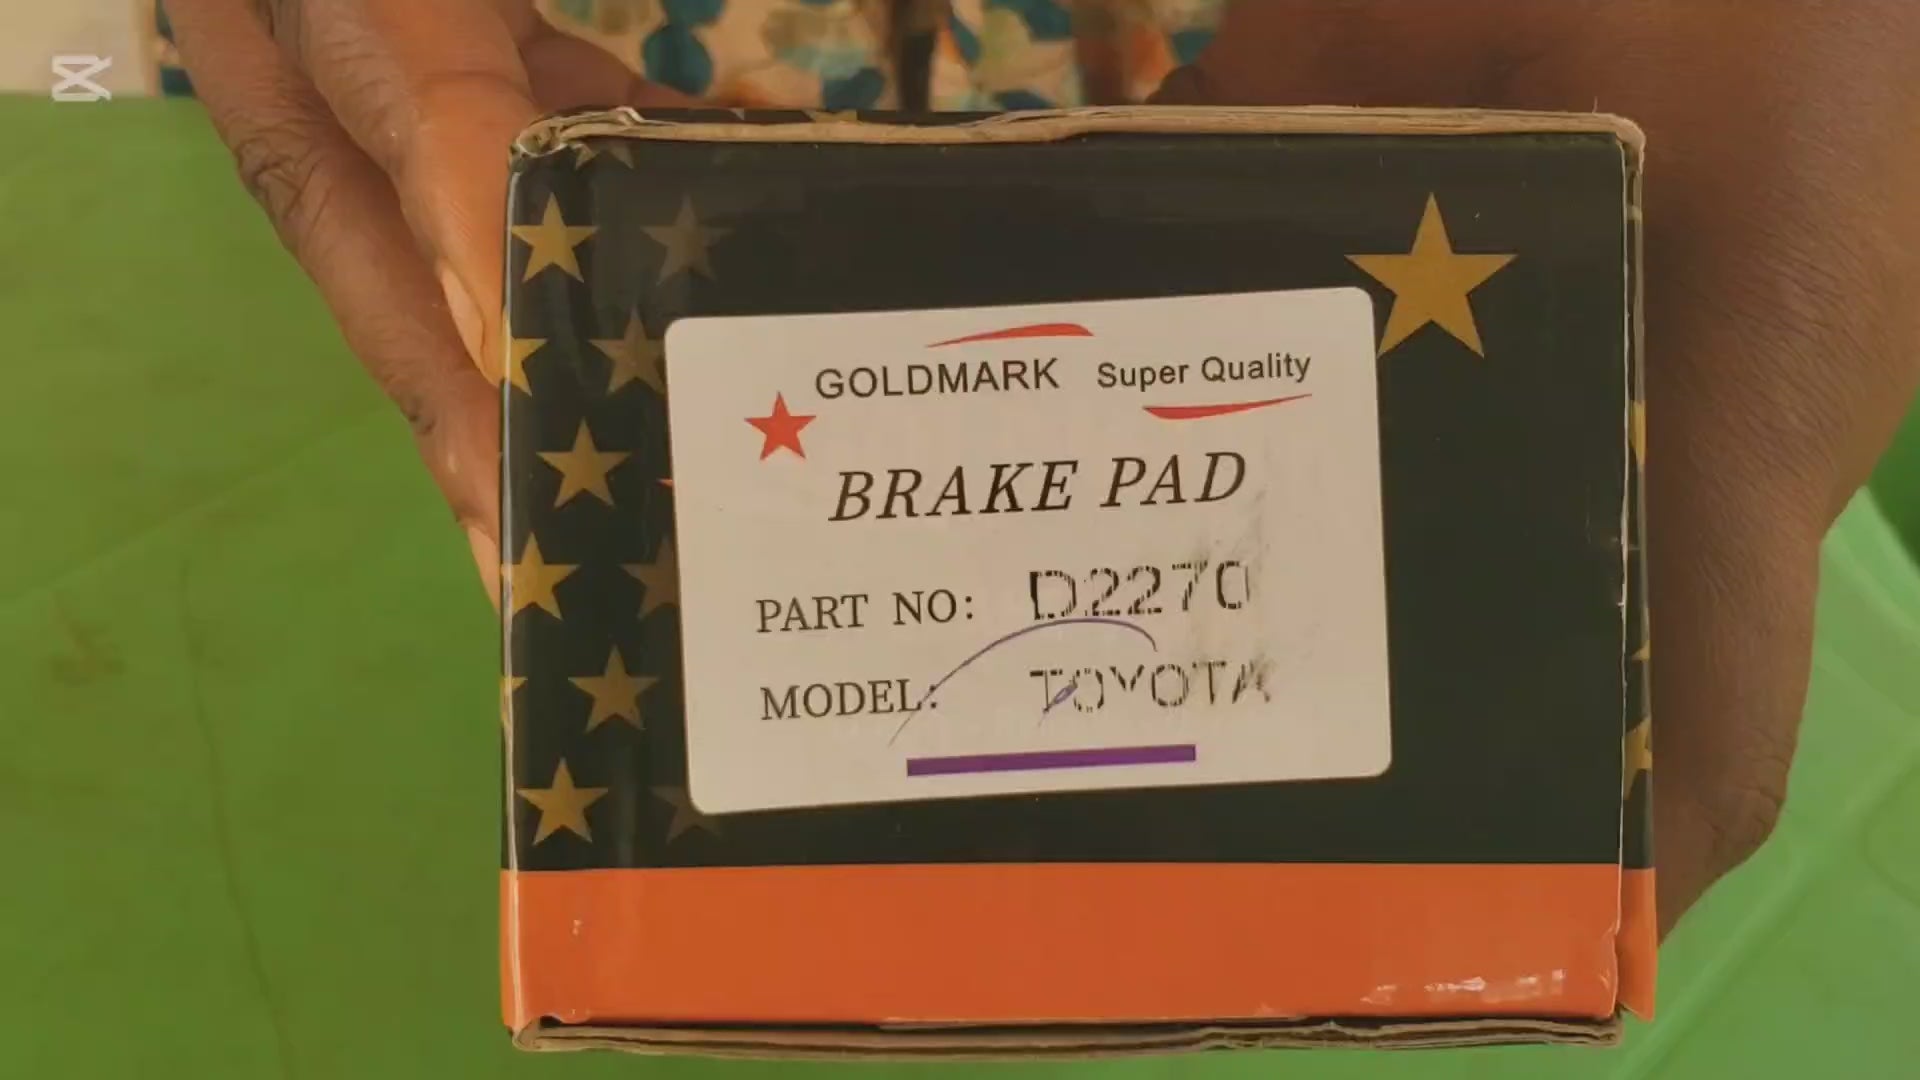 GOLDMARK Super Quality
BRAKE PAD
PART NO: D2270
MODEL: TOYOTA